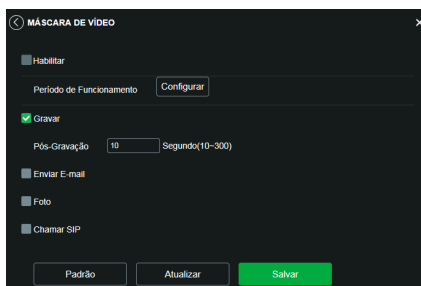 MÁSCARA DE VÍDEO
Habilitar
Período de Funcionamento Configurar
Gravar
Pós-Gravação 10 Segundo(10~300)
Enviar E-mail
Foto
Chamar SIP
Padrão Atualizar Salvar